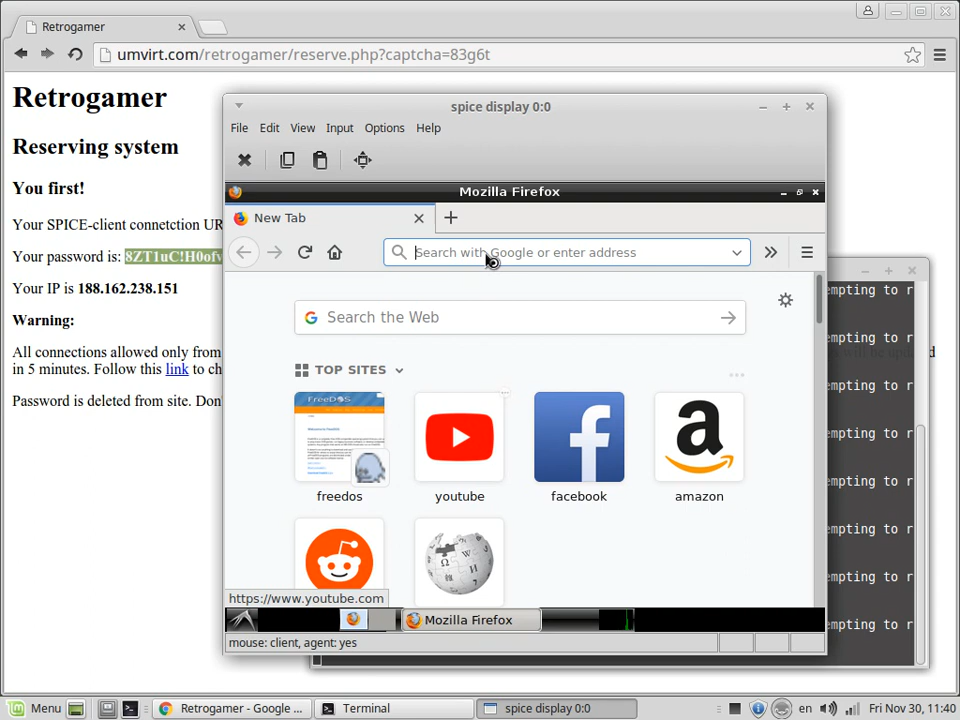 Retrogamer
umvirt.com/retrogamer/reserve.php?captcha=83g6t
Retrogamer
Reserving system
You first!
Your SPICE-client connetction UR
Your password is: 8ZT1uC!H0ofv
Your IP is 188.162.238.151
Warning:
All connections allowed only from
in 5 minutes. Follow this link to ch
Password is deleted from site. Don
spice display 0:0
File Edit View Input Options Help
Mozilla Firefox
New Tab
Search with Google or enter address
Search the Web
TOP SITES
FreeDOS
freedos
youtube
facebook
amazon
https://www.youtube.com
Mozilla Firefox
mouse: client, agent: yes
empting to r
empting to r
empting to r
empting to r
empting to r
empting to r
empting to r
empting to r
Menu
Retrogamer - Google ...
Terminal
spice display 0:0
en
Fri Nov 30, 11:40